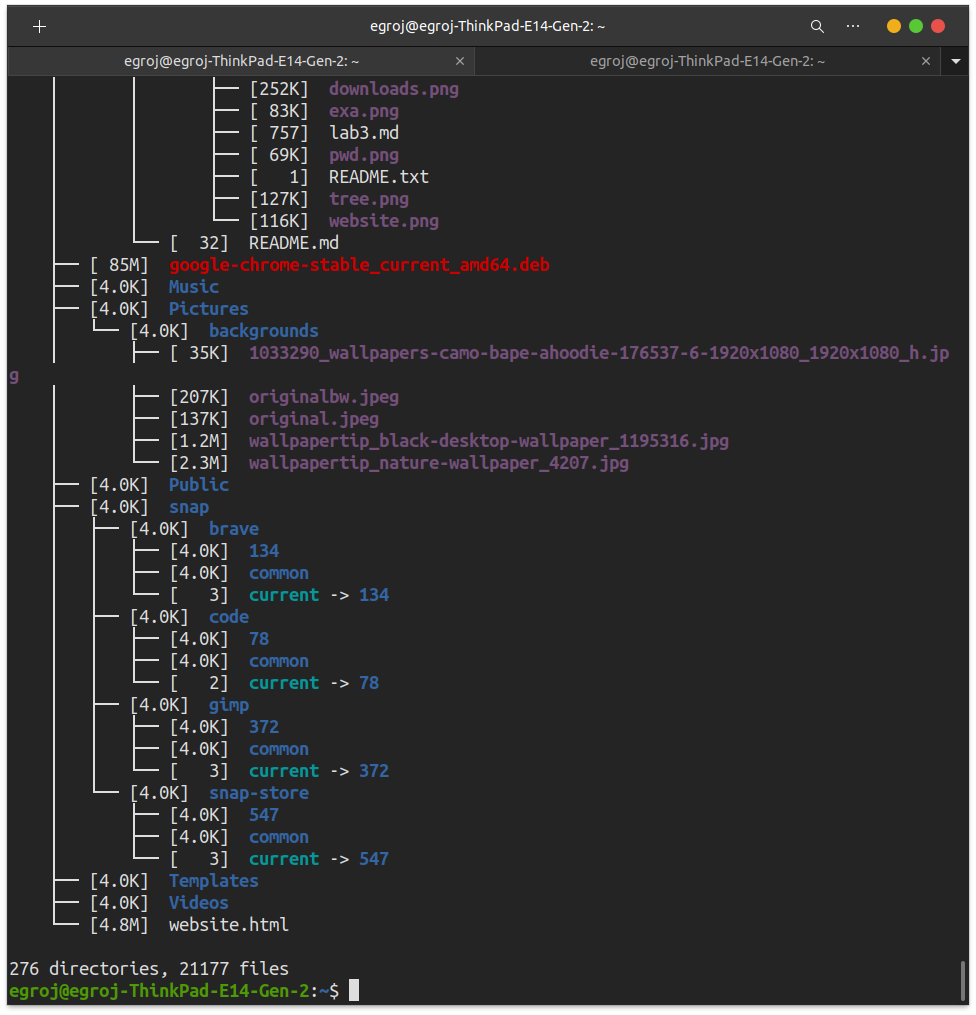 egroj@egroj-ThinkPad-E14-Gen-2: ~
egroj@egroj-ThinkPad-E14-Gen-2: ~ × egroj@egroj-ThinkPad-E14-Gen-2: ~ ×
├── [252K]  downloads.png
├── [ 83K]  exa.png
├── [ 757]  lab3.md
├── [ 69K]  pwd.png
├── [   1]  README.txt
├── [127K]  tree.png
└── [116K]  website.png
└── [  32]  README.md
├── [ 85M]  google-chrome-stable_current_amd64.deb
├── [4.0K]  Music
├── [4.0K]  Pictures
└── [4.0K]  backgrounds
├── [ 35K]  1033290_wallpapers-camo-bape-ahoodie-176537-6-1920x1080_1920x1080_h.jp
g
├── [207K]  originalbw.jpeg
├── [137K]  original.jpeg
├── [1.2M]  wallpapertip_black-desktop-wallpaper_1195316.jpg
└── [2.3M]  wallpapertip_nature-wallpaper_4207.jpg
├── [4.0K]  Public
├── [4.0K]  snap
├── [4.0K]  brave
├── [4.0K]  134
├── [4.0K]  common
└── [   3]  current -> 134
├── [4.0K]  code
├── [4.0K]  78
├── [4.0K]  common
└── [   2]  current -> 78
├── [4.0K]  gimp
├── [4.0K]  372
├── [4.0K]  common
└── [   3]  current -> 372
└── [4.0K]  snap-store
├── [4.0K]  547
├── [4.0K]  common
└── [   3]  current -> 547
├── [4.0K]  Templates
├── [4.0K]  Videos
└── [4.8M]  website.html
276 directories, 21177 files
egroj@egroj-ThinkPad-E14-Gen-2:~$